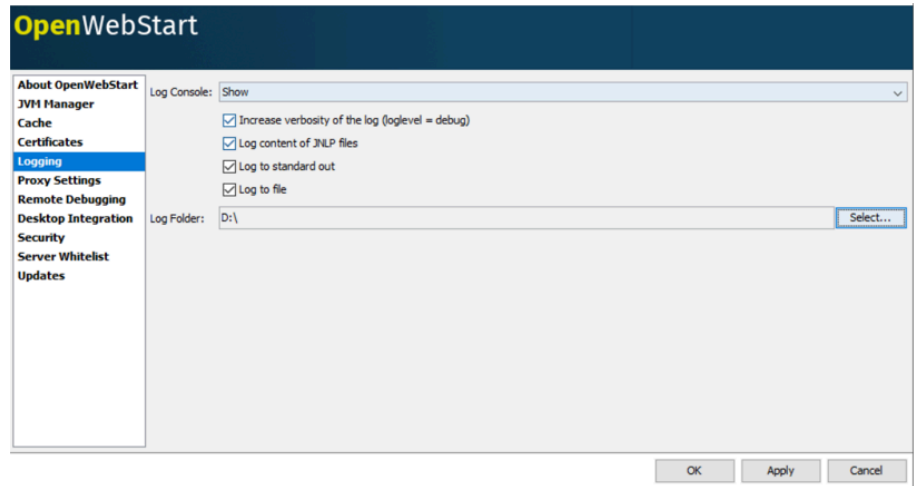 OpenWebStart
About OpenWebStart
JVM Manager
Cache
Certificates
Logging
Proxy Settings
Remote Debugging
Desktop Integration
Security
Server Whitelist
Updates
Log Console: Show
Increase verbosity of the log (loglevel = debug)
Log content of JNLP files
Log to standard out
Log to file
Log Folder: D:\ Select...
OK Apply Cancel